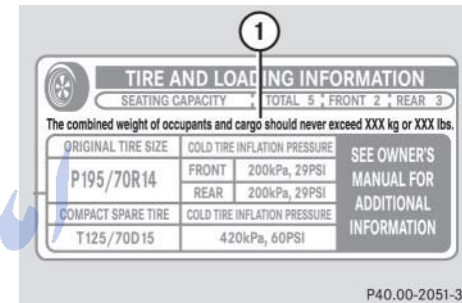 1
TIRE AND LOADING INFORMATION
SEATING CAPACITY TOTAL 5 FRONT 2 REAR 3
The combined weight of occupants and cargo should never exceed XXX kg or XXX lbs.
ORIGINAL TIRE SIZE COLD TIRE INFLATION PRESSURE
P195/70R14 FRONT 200kPa, 29PSI
REAR 200kPa, 29PSI
SEE OWNER'S
MANUAL FOR
ADDITIONAL
INFORMATION
COMPACT SPARE TIRE COLD TIRE INFLATION PRESSURE
T125/70D15 420kPa, 60PSI
P40.00-2051-3